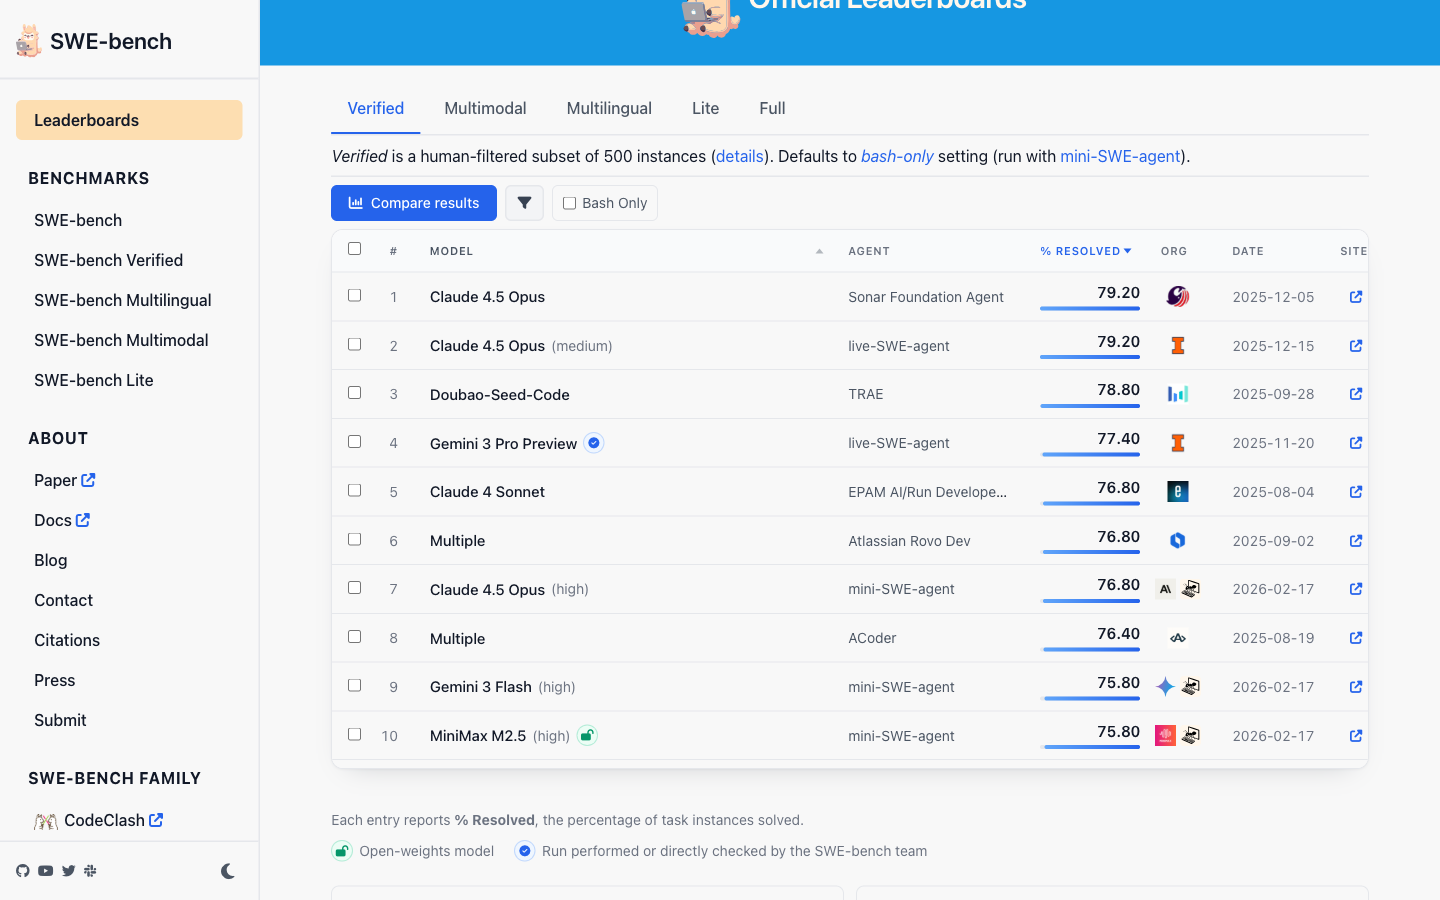 Official Leaderboards
SWE-bench
Leaderboards
BENCHMARKS
SWE-bench
SWE-bench Verified
SWE-bench Multilingual
SWE-bench Multimodal
SWE-bench Lite
ABOUT
Paper
Docs
Blog
Contact
Citations
Press
Submit
SWE-BENCH FAMILY
CodeClash
Verified Multimodal Multilingual Lite Full
Verified is a human-filtered subset of 500 instances (details). Defaults to bash-only setting (run with mini-SWE-agent).
Compare results Bash Only
# MODEL AGENT % RESOLVED ORG DATE SITE
1 Claude 4.5 Opus Sonar Foundation Agent 79.20 2025-12-05
2 Claude 4.5 Opus (medium) live-SWE-agent 79.20 2025-12-15
3 Doubao-Seed-Code TRAE 78.80 2025-09-28
4 Gemini 3 Pro Preview live-SWE-agent 77.40 2025-11-20
5 Claude 4 Sonnet EPAM AI/Run Develope... 76.80 2025-08-04
6 Multiple Atlassian Rovo Dev 76.80 2025-09-02
7 Claude 4.5 Opus (high) mini-SWE-agent 76.80 2026-02-17
8 Multiple ACoder 76.40 2025-08-19
9 Gemini 3 Flash (high) mini-SWE-agent 75.80 2026-02-17
10 MiniMax M2.5 (high) mini-SWE-agent 75.80 2026-02-17
Each entry reports % Resolved, the percentage of task instances solved.
Open-weights model Run performed or directly checked by the SWE-bench team